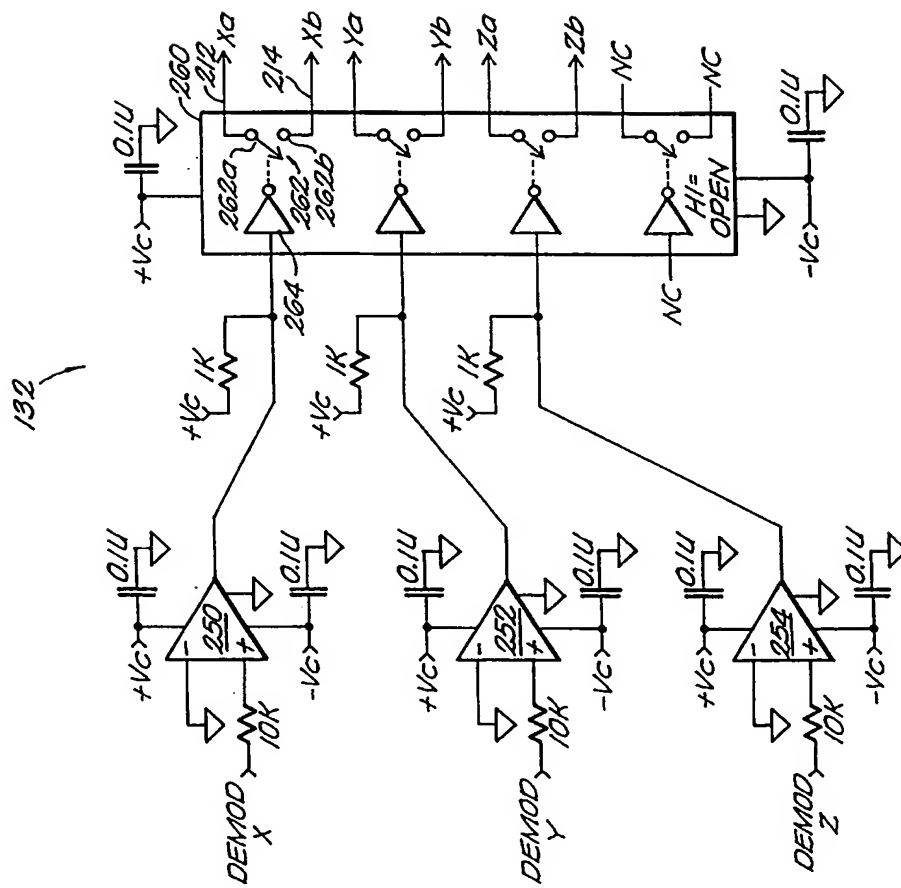 132
+Vc
0.1U
260
212
Xa
262a
262'
262b
264
Xb
214
Ya
Yb
Za
Zb
NC
NC
NC
HI=
OPEN
-Vc
0.1U
+Vc
1K
+Vc
1K
+Vc
1K
+Vc
0.1U
-
250
+
-Vc
0.1U
10K
DEMOD
X
+Vc
0.1U
-
252
+
-Vc
0.1U
10K
DEMOD
Y
+Vc
0.1U
-
254
+
-Vc
0.1U
10K
DEMOD
Z